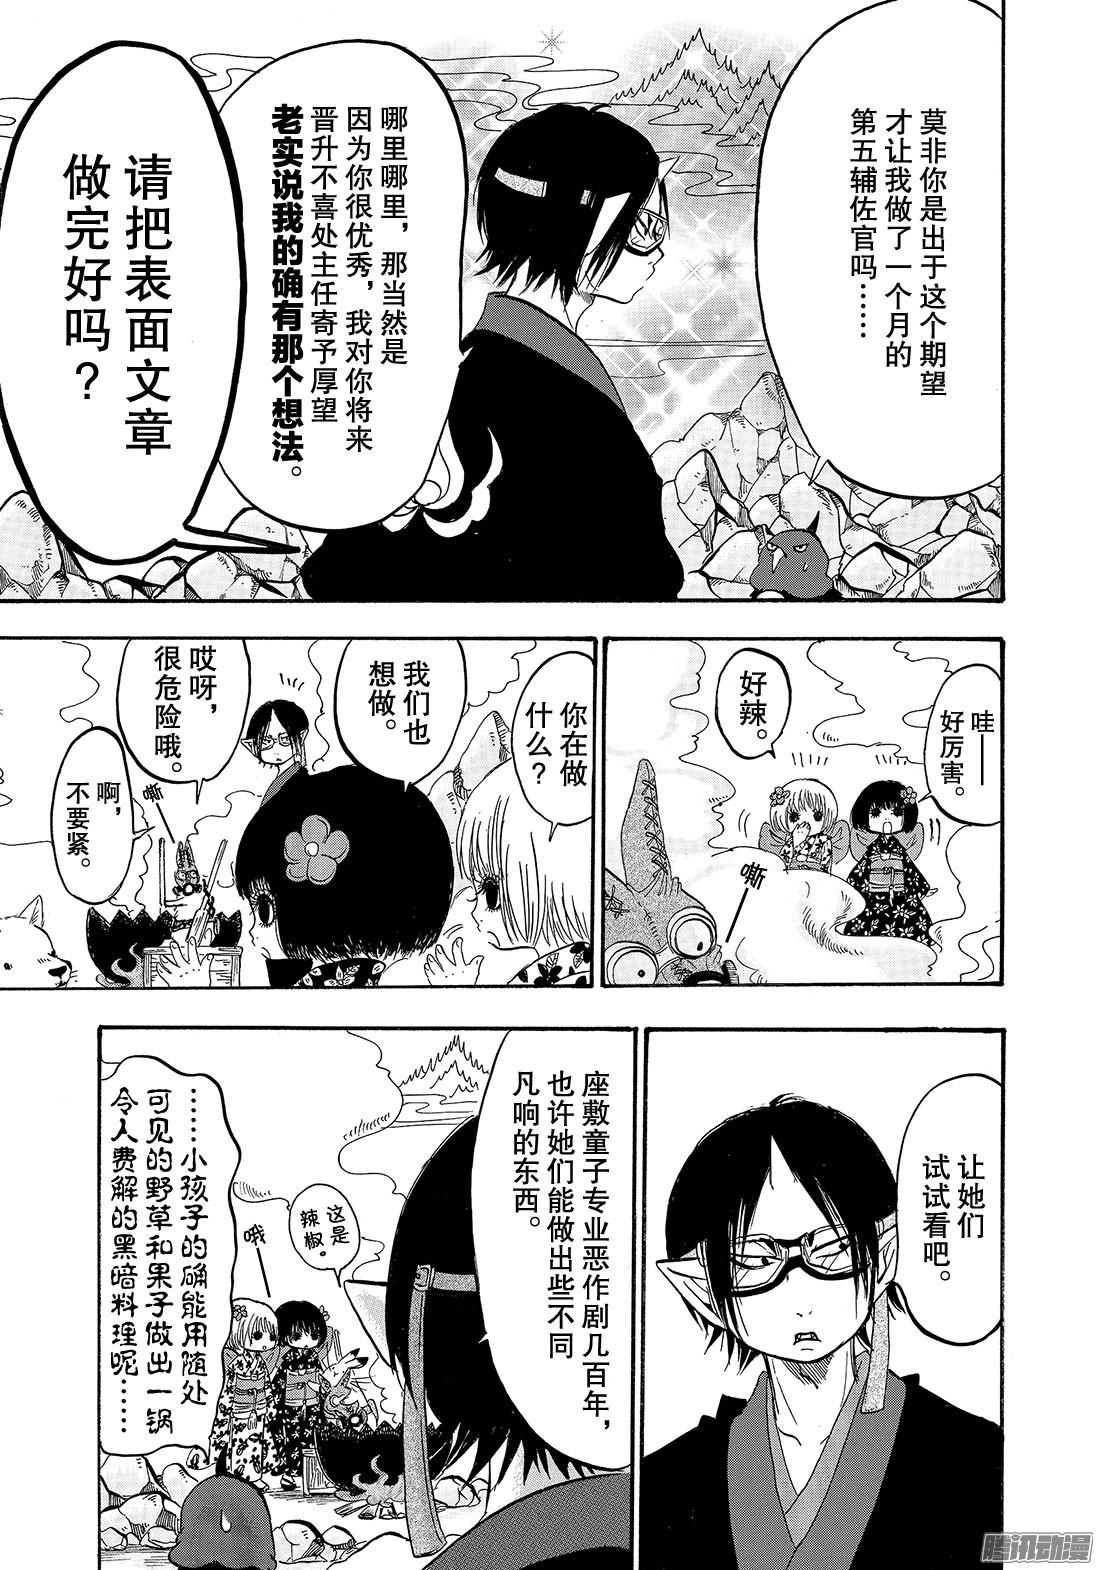 莫非你是出于这个期望
才让我做了一个月的
第五辅佐官吗……
哪里哪里，那当然是
因为你很优秀，我对你将来
晋升不喜处主任寄予厚望
老实说我的确有那个想法。
请把表面文章
做完好吗？
哇——
好厉害。
好辣。
嘶——
你在做
什么？
我们也
想做。
哎呀，
很危险哦。
嘶——
啊，
不要紧。
让她们
试试看吧。
座敷童子专业恶作剧几百年，
也许她们能做出些不同
凡响的东西。
这是
辣椒。
哦——
……小孩子的确能用随处
可见的野草和果子做出一锅
令人费解的黑暗料理呢……
腾讯动漫